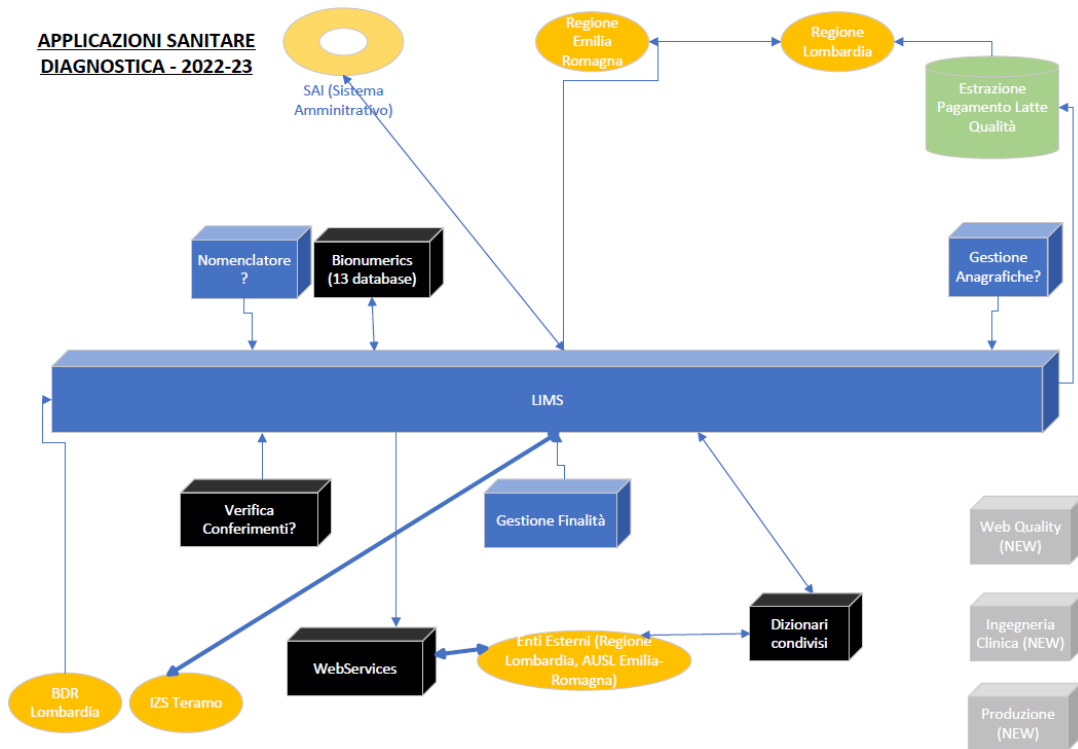 APPLICAZIONI SANITARE
DIAGNOSTICA - 2022-23
SAI (Sistema
Amminitrativo)
Regione
Emilia
Romagna
Regione
Lombardia
Estrazione
Pagamento Latte
Qualità
Nomenclatore
?
Bionumerics
(13 database)
Gestione
Anagrafiche?
LIMS
Verifica
Conferimenti?
Gestione Finalità
Web Quality
(NEW)
WebServices
Enti Esterni (Regione
Lombardia, AUSL Emilia-
Romagna)
Dizionari
condivisi
Ingegneria
Clinica (NEW)
BDR
Lombardia
IZS Teramo
Produzione
(NEW)